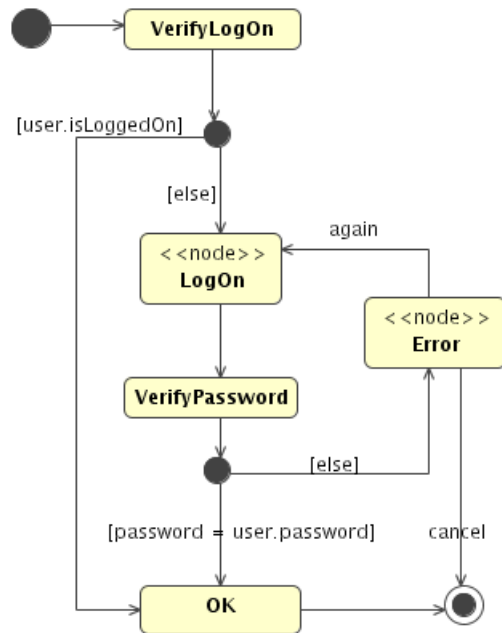 VerifyLogOn
[user.isLoggedOn]
[else]
again
<<node>>
LogOn
<<node>>
Error
VerifyPassword
[else]
[password = user.password]
cancel
OK